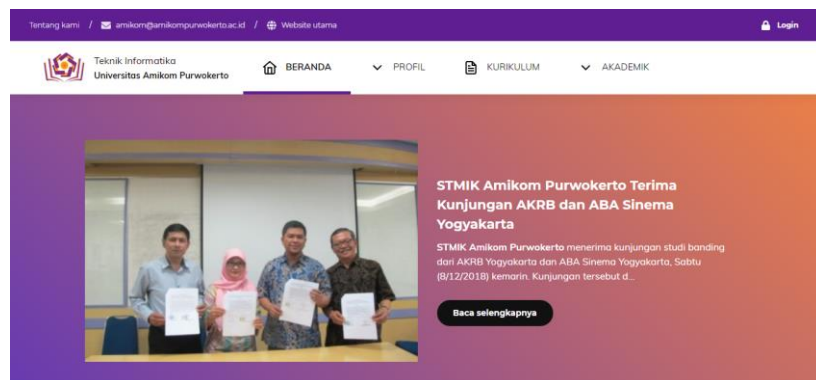 Tentang kami / amikom@amikompurwokerto.ac.id / Website utama
Login
Teknik Informatika
Universitas Amikom Purwokerto
BERANDA
PROFIL
KURIKULUM
AKADEMIK
STMIK Amikom Purwokerto Terima
Kunjungan AKRB dan ABA Sinema
Yogyakarta
STMIK Amikom Purwokerto menerima kunjungan studi banding
dari AKRB Yogyakarta dan ABA Sinema Yogyakarta, Sabtu
(8/12/2018) kemarin. Kunjungan tersebut d...
Baca selengkapnya